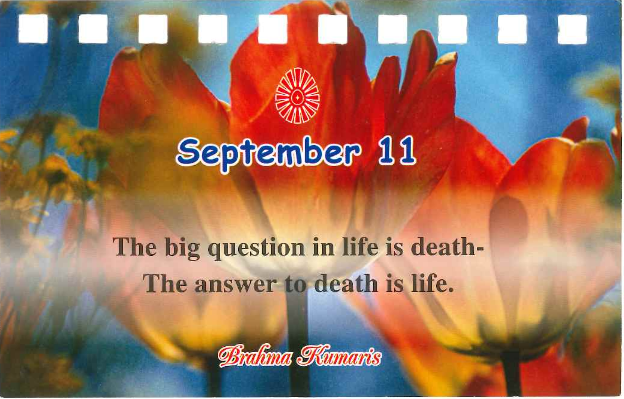 September 11
The big question in life is death-
The answer to death is life.
Brahma Kumaris